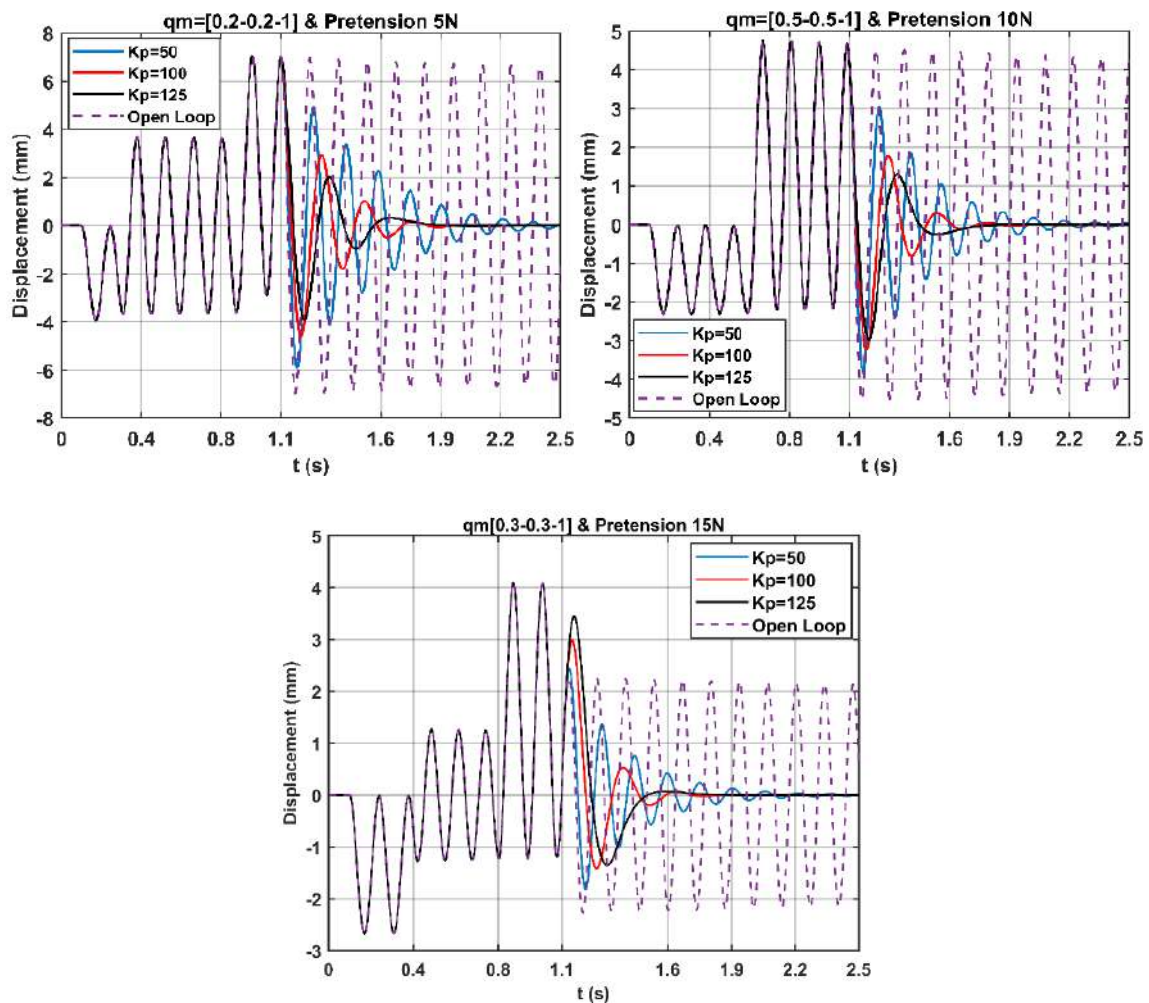 qm=[0.2-0.2-1] & Pretension 5N
Kp=50
Kp=100
Kp=125
Open Loop
8
6
4
2
0
-2
-4
-6
-8
Displacement (mm)
0 0.4 0.8 1.1 1.6 1.9 2.2 2.5
t (s)
qm=[0.5-0.5-1] & Pretension 10N
5
4
3
2
1
0
-1
-2
-3
-4
-5
Displacement (mm)
Kp=50
Kp=100
Kp=125
Open Loop
0 0.4 0.8 1.1 1.6 1.9 2.2 2.5
t (s)
qm[0.3-0.3-1] & Pretension 15N
Kp=50
Kp=100
Kp=125
Open Loop
5
4
3
2
1
0
-1
-2
-3
Displacement (mm)
0 0.4 0.8 1.1 1.6 1.9 2.2 2.5
t (s)